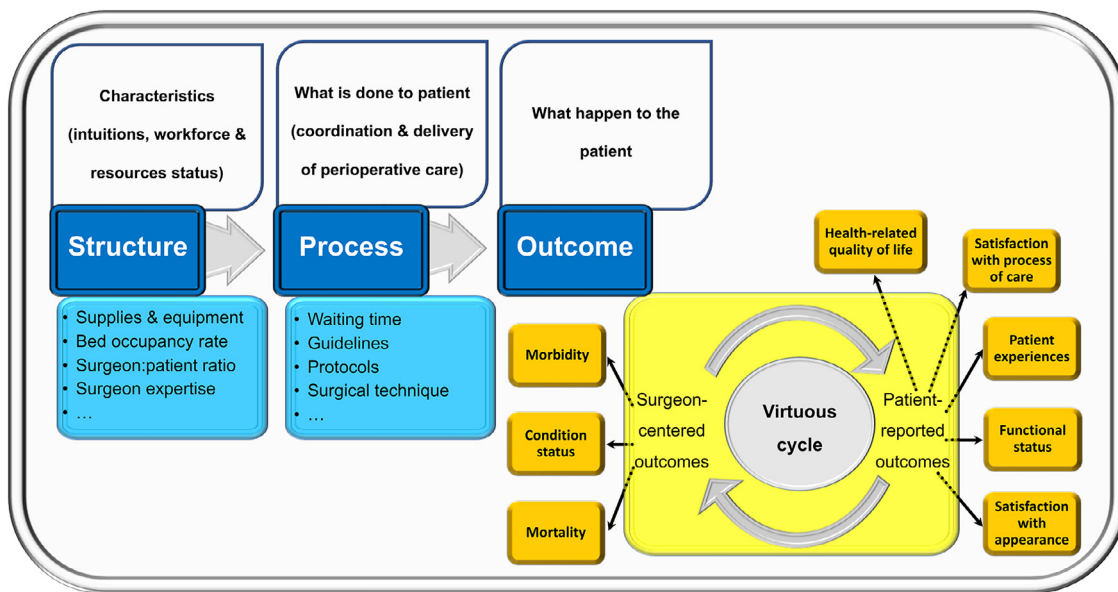 Characteristics
(intuitions, workforce &
resources status)
What is done to patient
(coordination & delivery
of perioperative care)
What happen to the
patient
Structure
Process
Outcome
• Supplies & equipment
• Bed occupancy rate
• Surgeon:patient ratio
• Surgeon expertise
• ...
• Waiting time
• Guidelines
• Protocols
• Surgical technique
• ...
Morbidity
Condition
status
Mortality
Surgeon-
centered
outcomes
Virtuous
cycle
Patient-
reported
outcomes
Health-related
quality of life
Satisfaction
with process
of care
Patient
experiences
Functional
status
Satisfaction
with
appearance